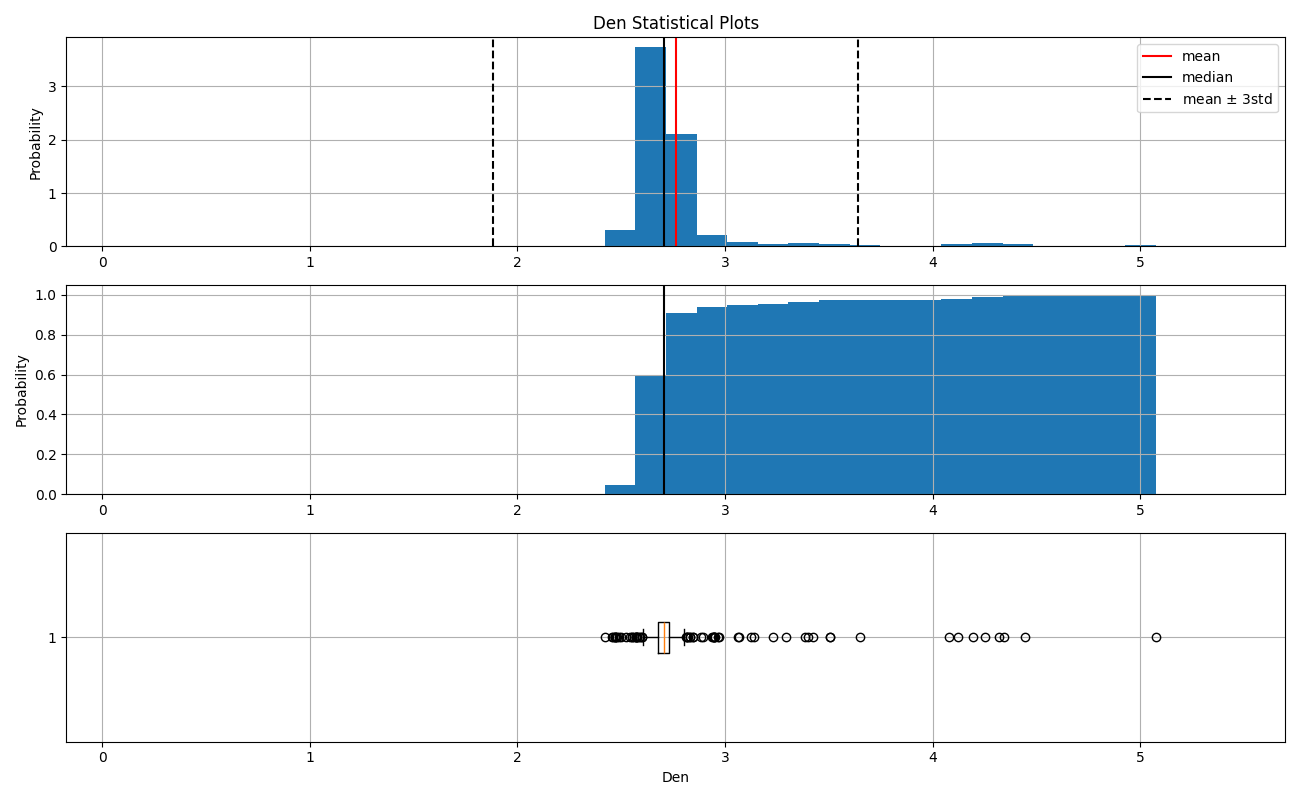 Den Statistical Plots
Probability
3
2
1
0
mean
median
mean ± 3std
0 1 2 3 4 5
Probability
1.0
0.8
0.6
0.4
0.2
0.0
0 1 2 3 4 5
1
0 1 2 3 4 5
Den